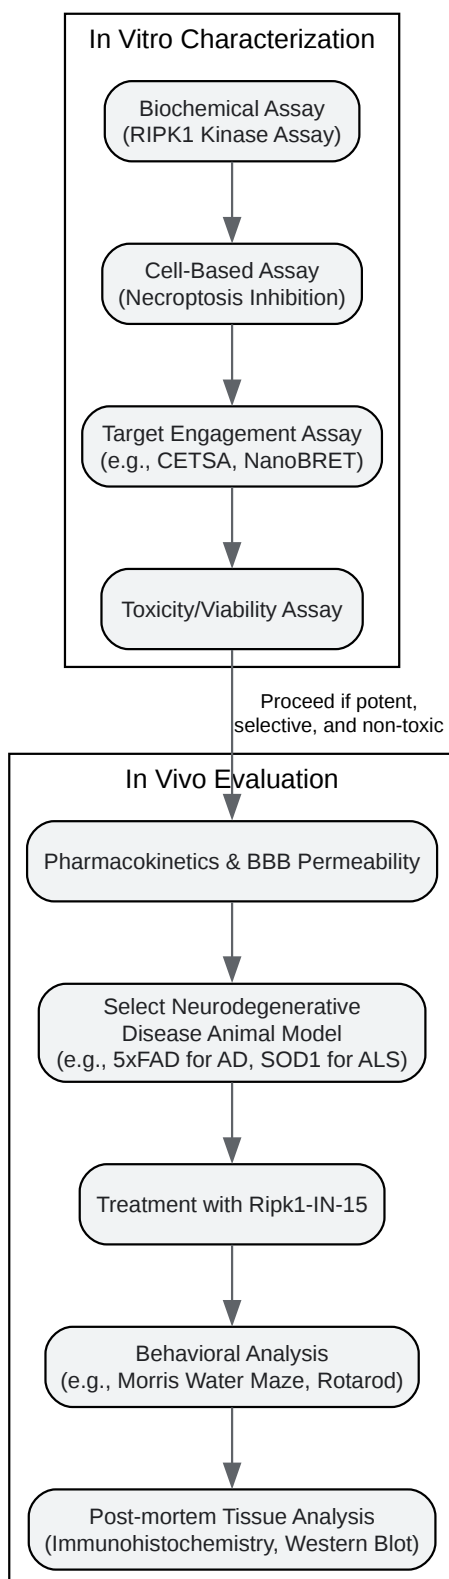 In Vitro Characterization
Biochemical Assay
(RIPK1 Kinase Assay)
Cell-Based Assay
(Necroptosis Inhibition)
Target Engagement Assay
(e.g., CETSA, NanoBRET)
Toxicity/Viability Assay
Proceed if potent,
selective, and non-toxic
In Vivo Evaluation
Pharmacokinetics & BBB Permeability
Select Neurodegenerative
Disease Animal Model
(e.g., 5xFAD for AD, SOD1 for ALS)
Treatment with Ripk1-IN-15
Behavioral Analysis
(e.g., Morris Water Maze, Rotarod)
Post-mortem Tissue Analysis
(Immunohistochemistry, Western Blot)